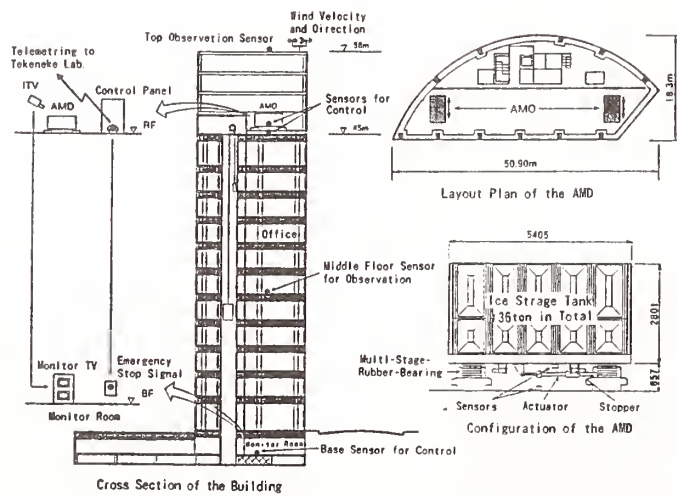 Wind Velocity
and Direction
Top Observation Sensor
58m
Telemetring to
Tekeneke Lab.
ITV
AMD
Control Panel
RF
AMD
Sensors for
Control
45m
Office
Middle Floor Sensor
for Observation
Monitor TV
Emergency
Stop Signal
BF
Monitor Room
Monitor Room
Base Sensor for Control
Cross Section of the Building
AMD
18.3m
50.90m
Layout Plan of the AMD
5405
Ice Strage Tank
36ton in Total
2801
857
Multi-Stage-
Rubber-Bearing
Sensors
Actuator
Stopper
Configuration of the AMD